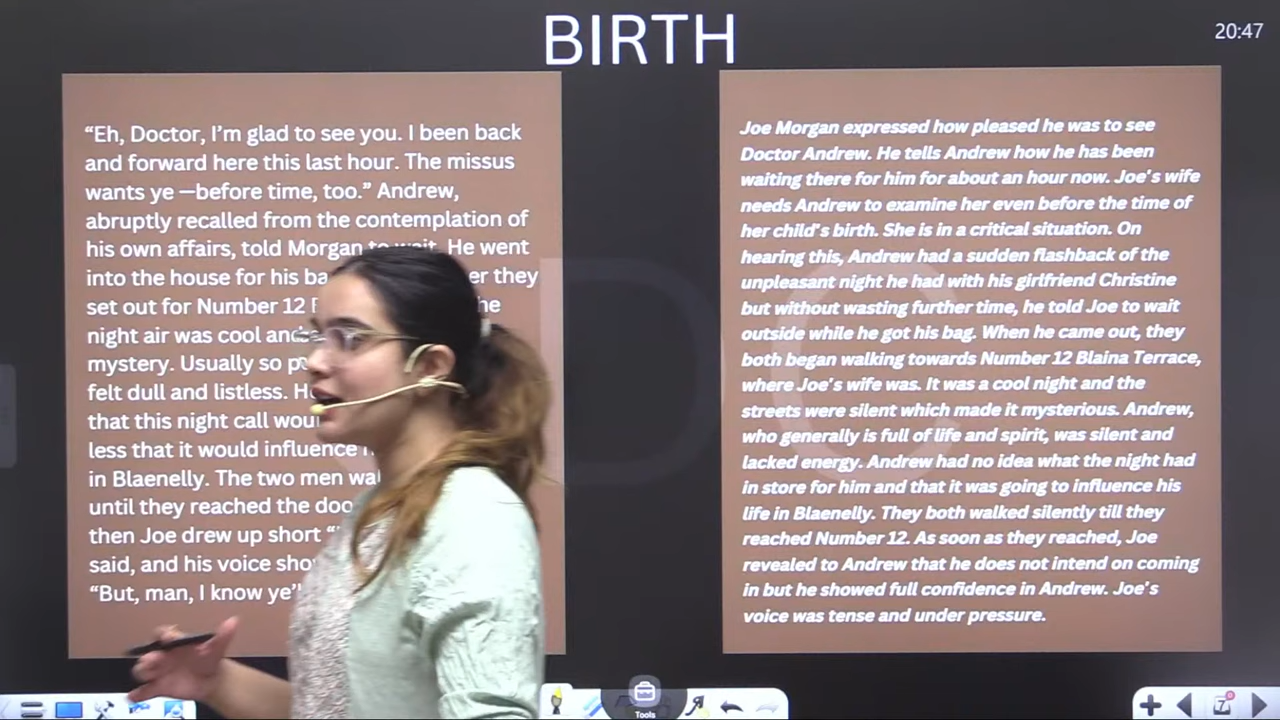 BIRTH
20:47
“Eh, Doctor, I’m glad to see you. I been back
and forward here this last hour. The missus
wants ye —before time, too.” Andrew,
abruptly recalled from the contemplation of
his own affairs, told Morgan to wait. He went
into the house for his they
set out for Number 12
night air was cool and
mystery. Usually so
felt dull and listless.
that this night call
less that it would influence
in Blaenelly. The two men
until they reached the
then Joe drew up short
said, and his voice
“But, man, I know
Joe Morgan expressed how pleased he was to see
Doctor Andrew. He tells Andrew how he has been
waiting there for him for about an hour now. Joe's wife
needs Andrew to examine her even before the time of
her child's birth. She is in a critical situation. On
hearing this, Andrew had a sudden flashback of the
unpleasant night he had with his girlfriend Christine
but without wasting further time, he told Joe to wait
outside while he got his bag. When he came out, they
both began walking towards Number 12 Blaina Terrace,
where Joe's wife was. It was a cool night and the
streets were silent which made it mysterious. Andrew,
who generally is full of life and spirit, was silent and
lacked energy. Andrew had no idea what the night had
in store for him and that it was going to influence his
life in Blaenelly. They both walked silently till they
reached Number 12. As soon as they reached, Joe
revealed to Andrew that he does not intend on coming
in but he showed full confidence in Andrew. Joe's
voice was tense and under pressure.
Tools